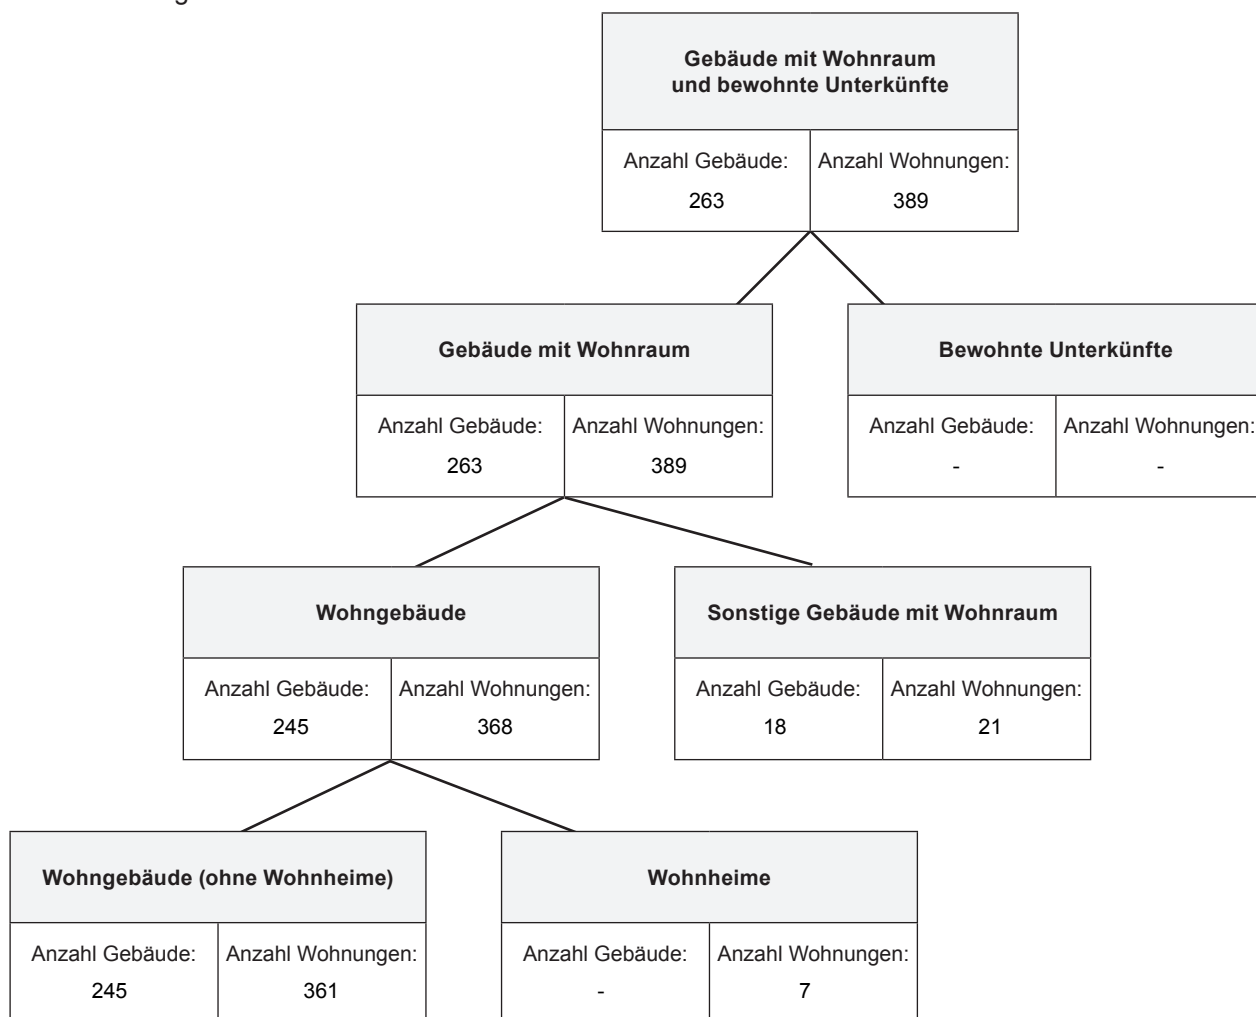 Gebäude mit Wohnraum
und bewohnte Unterkünfte
Anzahl Gebäude: Anzahl Wohnungen:
263 389
Gebäude mit Wohnraum Bewohnte Unterkünfte
Anzahl Gebäude: Anzahl Wohnungen: Anzahl Gebäude: Anzahl Wohnungen:
263 389 - -
Wohngebäude Sonstige Gebäude mit Wohnraum
Anzahl Gebäude: Anzahl Wohnungen: Anzahl Gebäude: Anzahl Wohnungen:
245 368 18 21
Wohngebäude (ohne Wohnheime) Wohnheime
Anzahl Gebäude: Anzahl Wohnungen: Anzahl Gebäude: Anzahl Wohnungen:
245 361 - 7